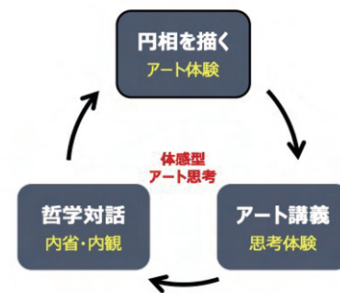 円相を描く
アート体験
体感型
アート思考
哲学対話
内省・内観
アート講義
思考体験